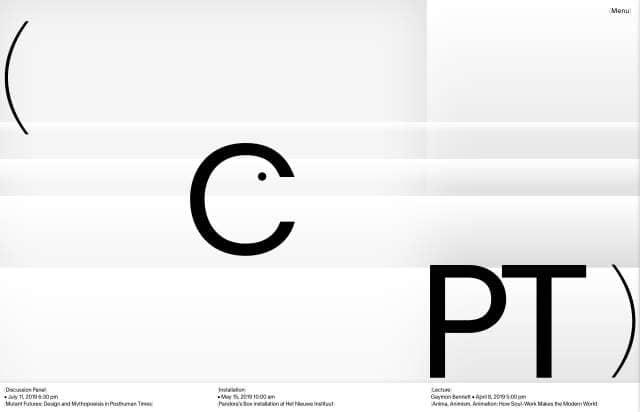 (Menu)
(
C
PT)
(Discussion Panel)
• July 11, 2019 6:30 pm
(Mutant Futures: Design and Mythopoeisis in Posthuman Times)
(Installation)
• May 15, 2019 10:00 am
(Pandora's Box installation at Het Nieuwe Instituut)
(Lecture)
Gaymon Bennett • April 8, 2019 5:00 pm
(Anima, Animism, Animation: How Soul-Work Makes the Modern World)